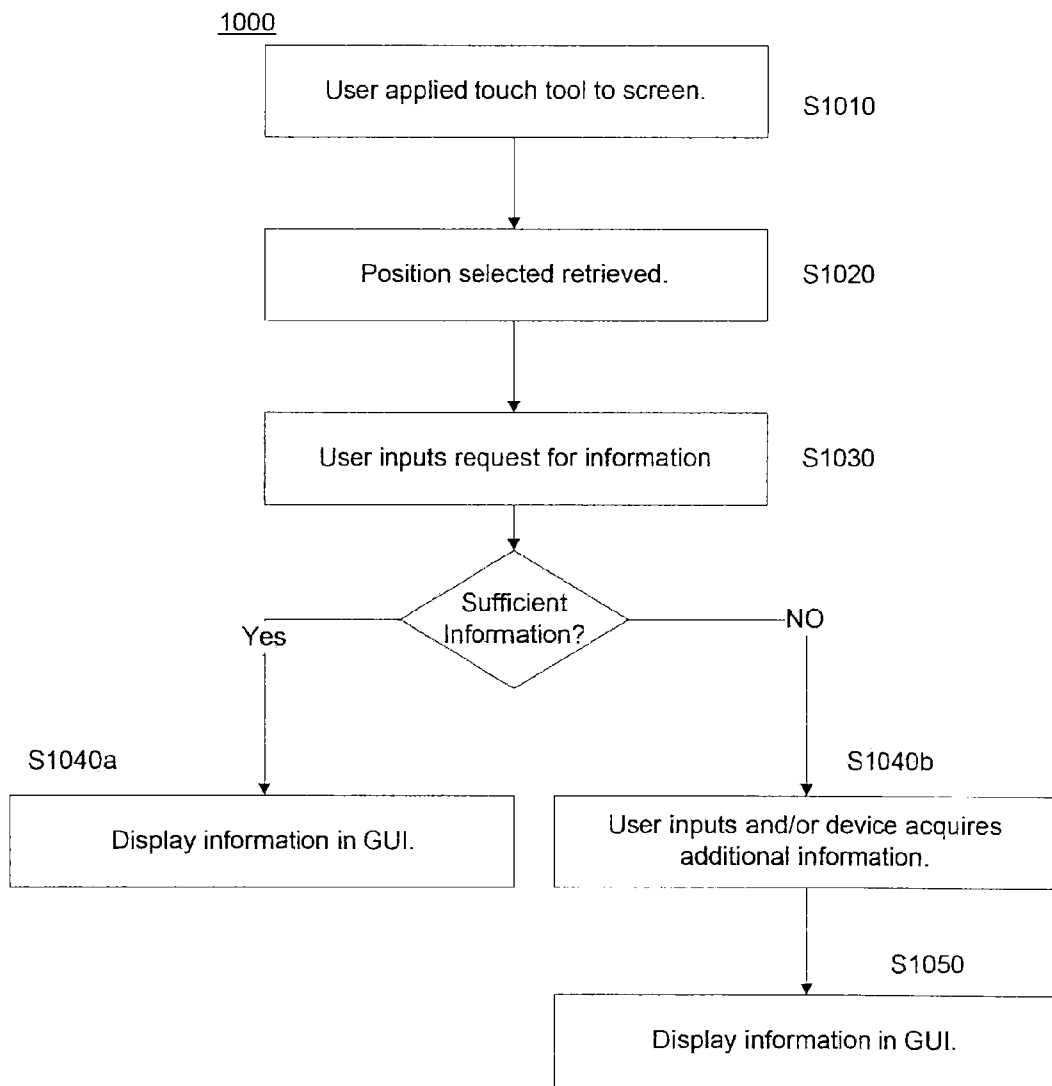 1000
User applied touch tool to screen.
S1010
Position selected retrieved.
S1020
User inputs request for information
S1030
Sufficient
Information?
Yes
NO
S1040a
S1040b
Display information in GUI.
User inputs and/or device acquires
additional information.
S1050
Display information in GUI.